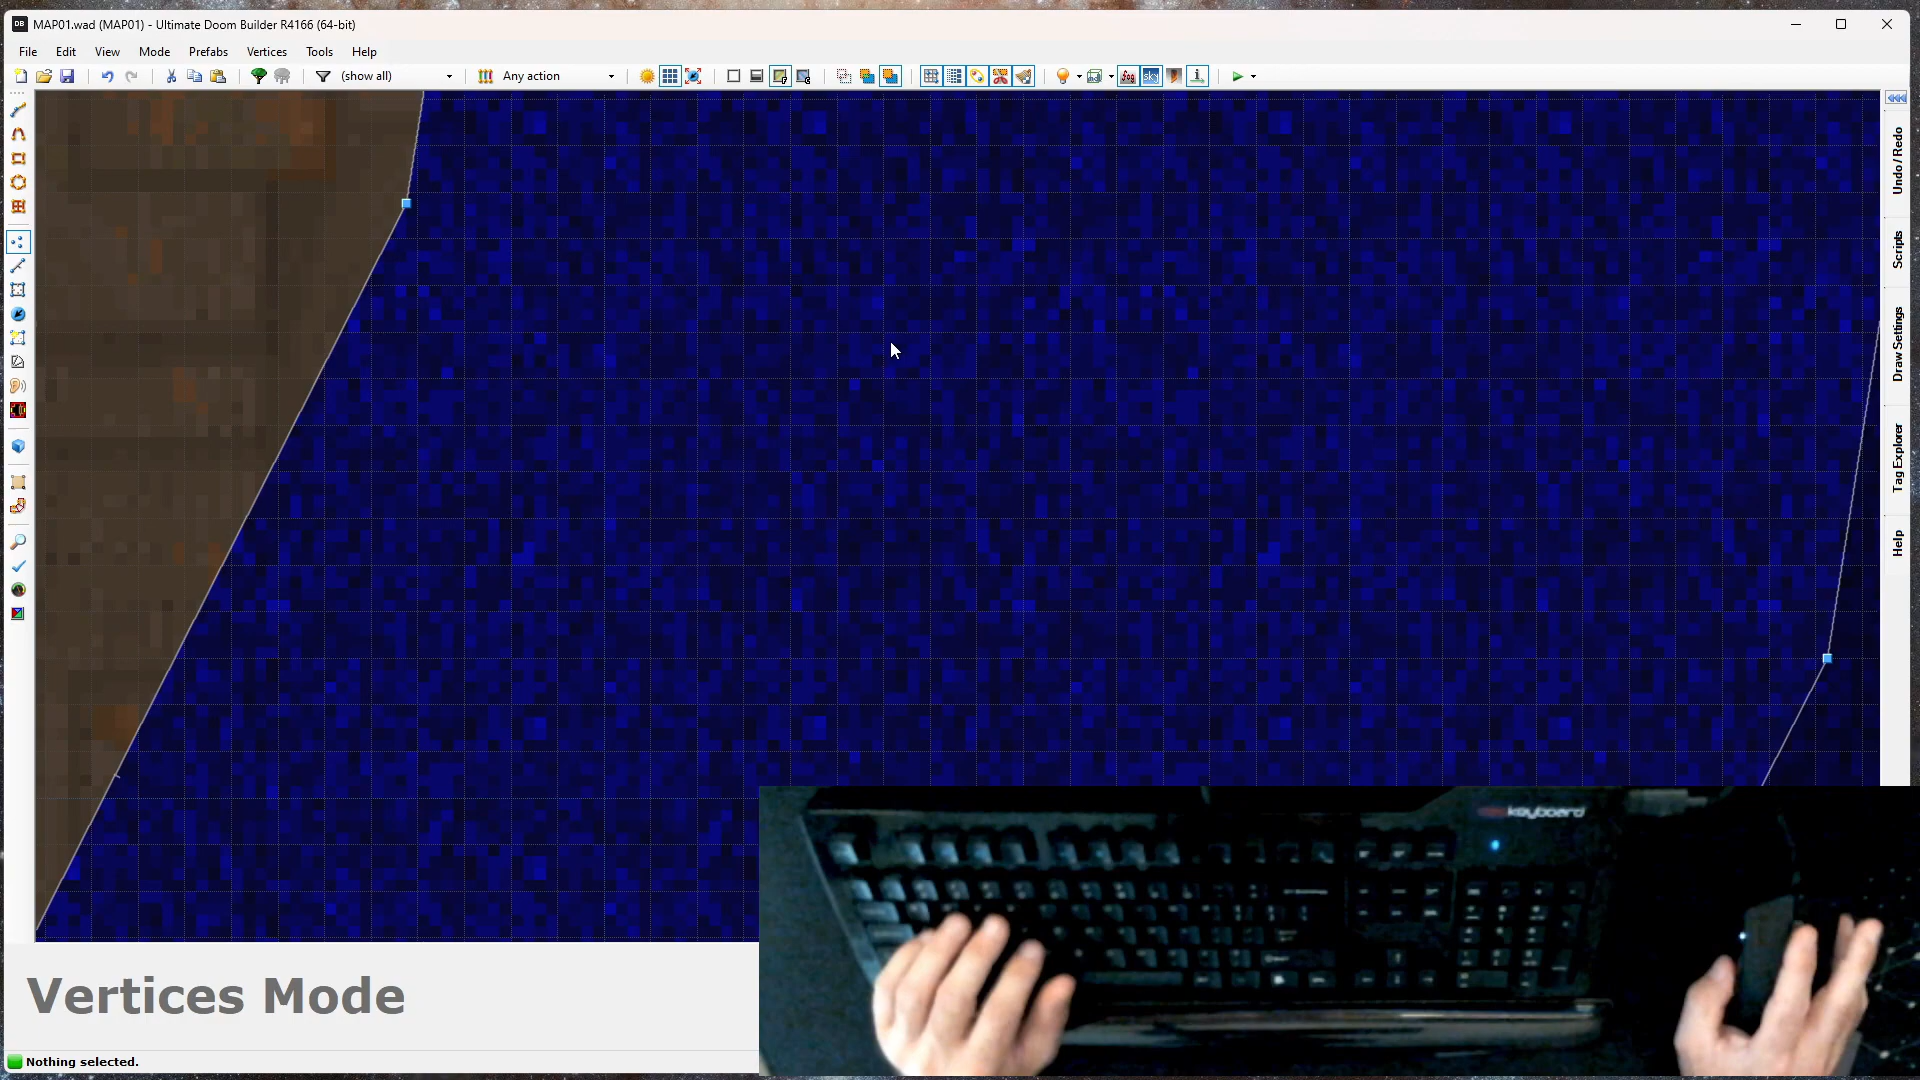 MAP01.wad (MAP01) - Ultimate Doom Builder R4166 (64-bit)
File Edit View Mode Prefabs Vertices Tools Help
(show all) Any action
Undo / Redo
Scripts
Draw Settings
Tag Explorer
Help
keyboard
Vertices Mode
Nothing selected.